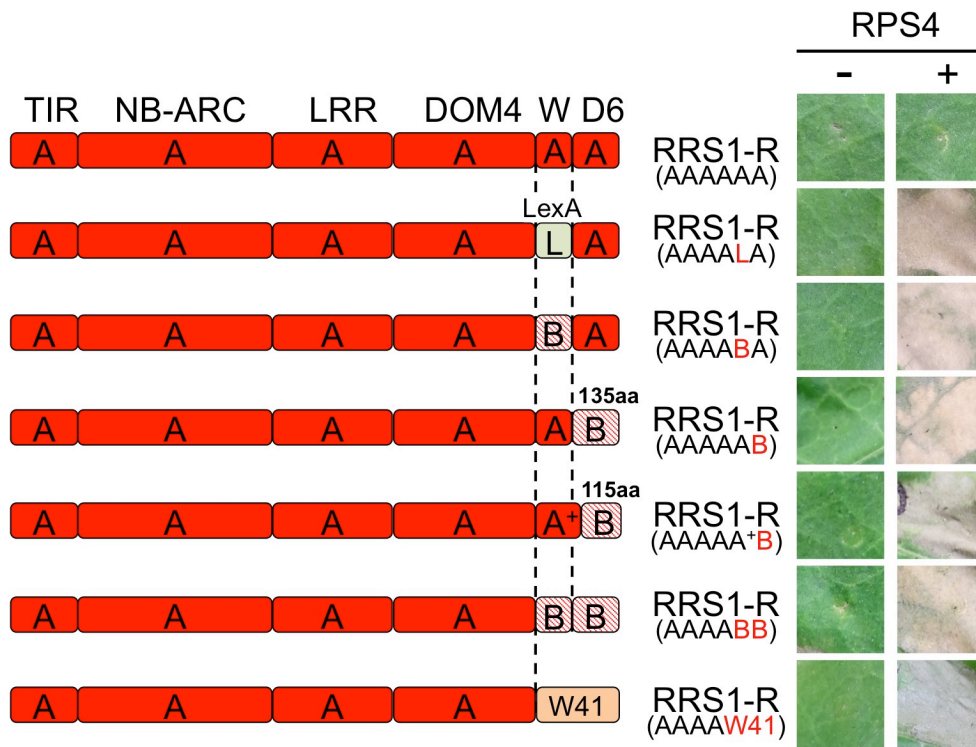 RPS4
- +
TIR NB-ARC LRR DOM4 W D6
A A A A A A RRS1-R
(AAAAAA)
LexA
A A A A L A RRS1-R
(AAAALA)
A A A A B A RRS1-R
(AAAABA)
135aa
A A A A A B RRS1-R
(AAAAAB)
115aa
A A A A A+ B RRS1-R
(AAAAA+B)
A A A A B B RRS1-R
(AAAABB)
A A A A W41 RRS1-R
(AAAAW41)